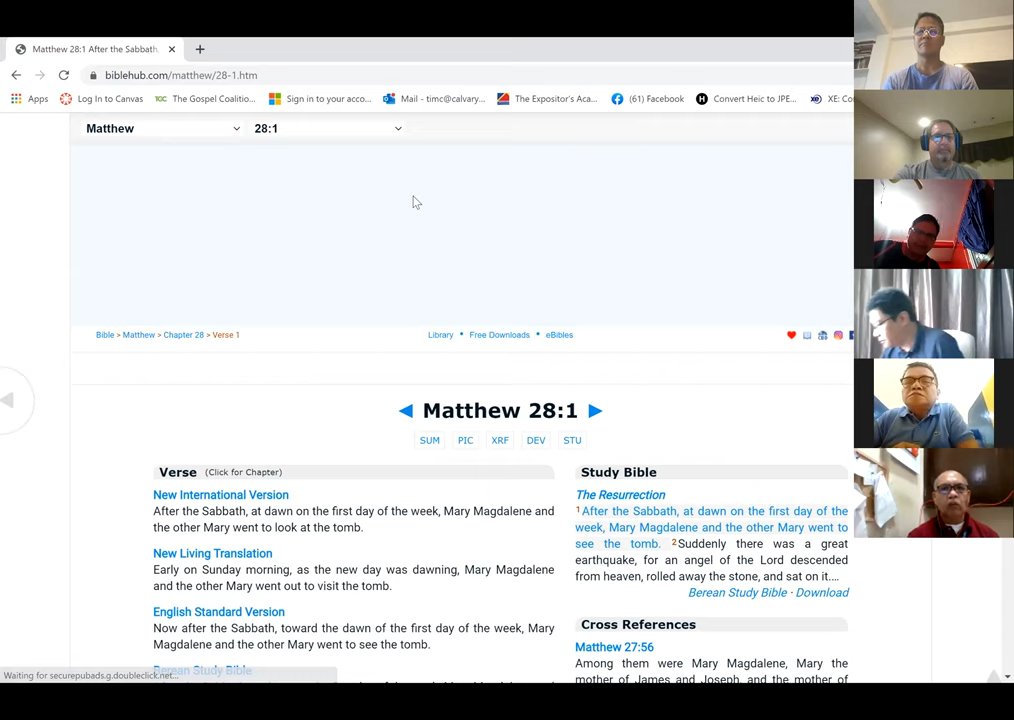 Matthew 28:1 After the Sabbath,
biblehub.com/matthew/28-1.htm
Apps Log In to Canvas TGC The Gospel Coalitio... Sign in to your acco... Mail - timc@calvary... The Expositor's Aca... (61) Facebook H Convert Heic to JPE... XE: Co
Matthew 28:1
Bible > Matthew > Chapter 28 > Verse 1 Library • Free Downloads • eBibles
◄ Matthew 28:1 ►
SUM PIC XRF DEV STU
Verse (Click for Chapter)
New International Version
After the Sabbath, at dawn on the first day of the week, Mary Magdalene and
the other Mary went to look at the tomb.
New Living Translation
Early on Sunday morning, as the new day was dawning, Mary Magdalene
and the other Mary went out to visit the tomb.
English Standard Version
Now after the Sabbath, toward the dawn of the first day of the week, Mary
Magdalene and the other Mary went to see the tomb.
Berean Study Bible
Study Bible
The Resurrection
1After the Sabbath, at dawn on the first day of the
week, Mary Magdalene and the other Mary went to
see the tomb. 2Suddenly there was a great
earthquake, for an angel of the Lord descended
from heaven, rolled away the stone, and sat on it....
Berean Study Bible · Download
Cross References
Matthew 27:56
Among them were Mary Magdalene, Mary the
mother of James and Joseph, and the mother of
Waiting for securepubads.g.doubleclick.net...